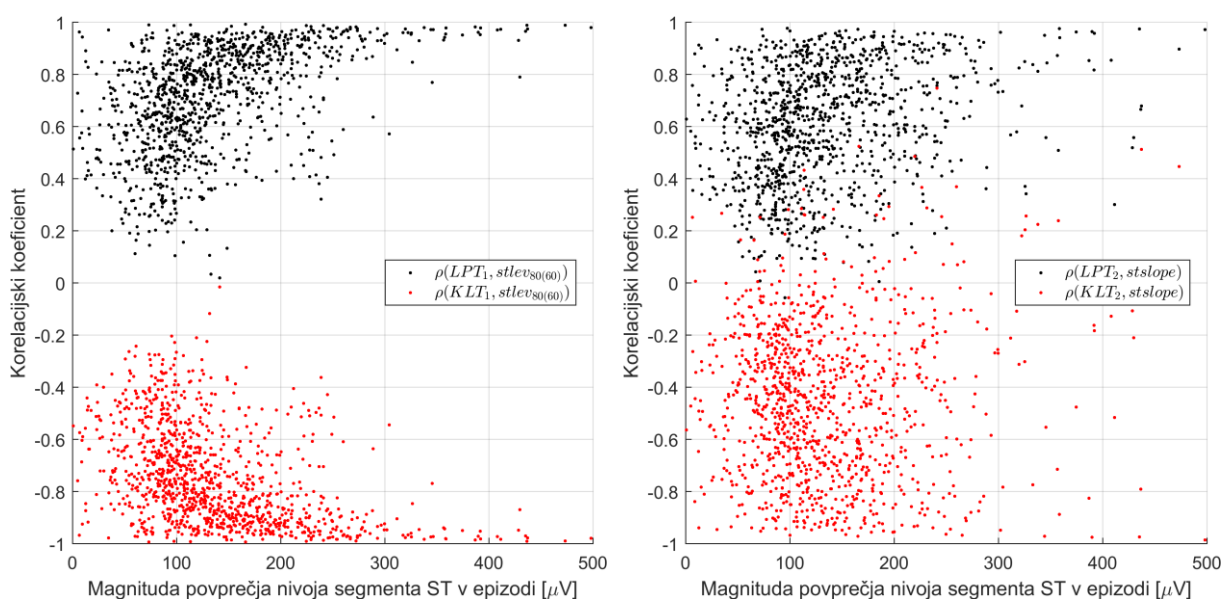 1
0.8
0.6
0.4
0.2
0
-0.2
-0.4
-0.6
-0.8
-1
Korelacijski koeficient
ρ(LPT₁, stlev₈₀₍₆₀₎)
ρ(KLT₁, stlev₈₀₍₆₀₎)
0 100 200 300 400 500
Magnituda povprečja nivoja segmenta ST v epizodi [μV]
1
0.8
0.6
0.4
0.2
0
-0.2
-0.4
-0.6
-0.8
-1
Korelacijski koeficient
ρ(LPT₂, stslope)
ρ(KLT₂, stslope)
0 100 200 300 400 500
Magnituda povprečja nivoja segmenta ST v epizodi [μV]